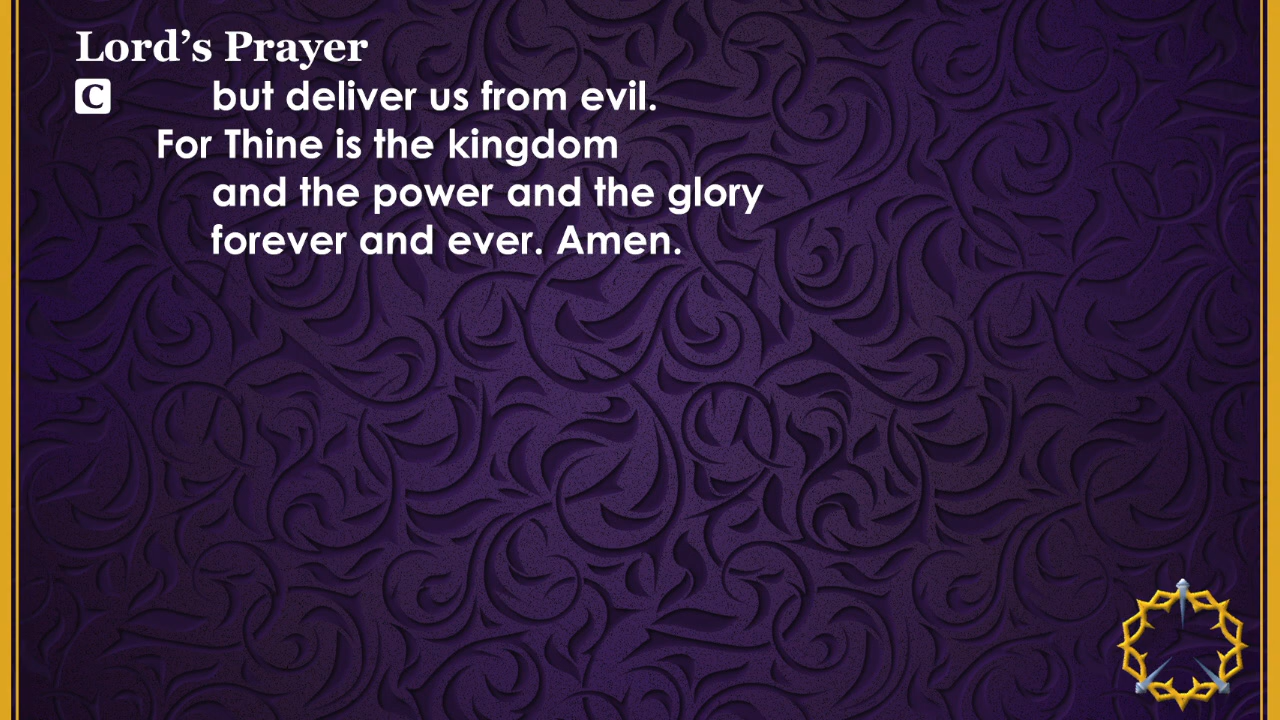 Lord’s Prayer
C but deliver us from evil.
For Thine is the kingdom
and the power and the glory
forever and ever. Amen.